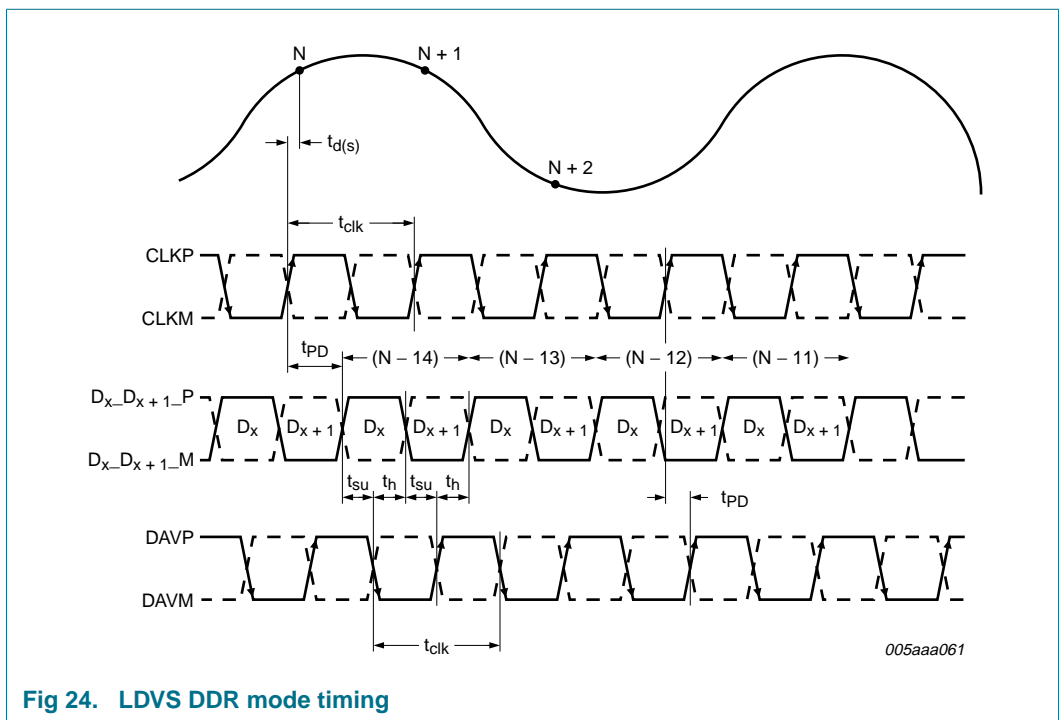 N
N + 1
t_d(s)
N + 2
t_clk
CLKP
CLKM
t_PD
(N − 14)
(N − 13)
(N − 12)
(N − 11)
D_x_D_x + 1_P
D_x
D_x + 1
D_x
D_x + 1
D_x
D_x + 1
D_x
D_x + 1
D_x
D_x + 1
D_x_D_x + 1_M
t_su
t_h
t_su
t_h
t_PD
DAVP
DAVM
t_clk
005aaa061
Fig 24. LDVS DDR mode timing